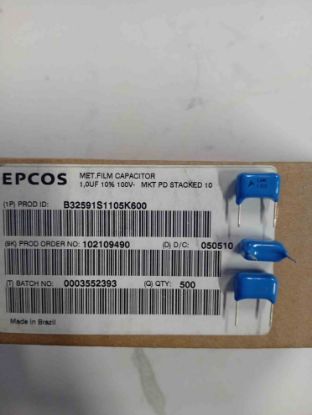 EPCOS MET.FILM CAPACITOR
1,0UF 10% 100V- MKT PD STACKED 10
(1P) PROD ID: B32591S1105K600
(9K) PROD ORDER NO: 102109490 (D) D/C: 050510
(T) BATCH NO: 0003552393 (Q) QTY: 500
Made in Brazil